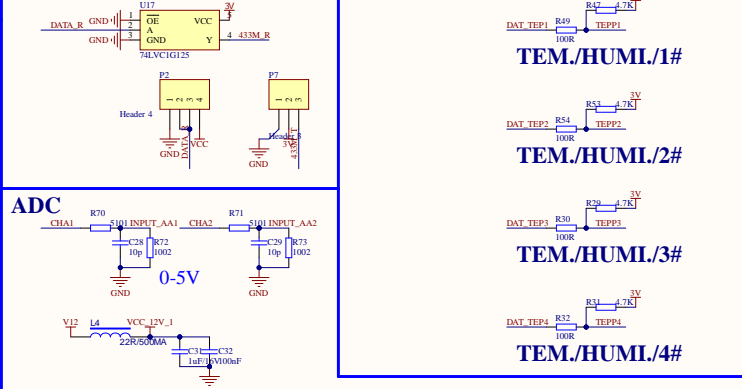 U17
3V
GND
1
OE
VCC
5
DATA_R
2
A
GND
3
GND
Y
4
433M_R
74LVC1G125
P2
P7
1 2 3 4
1 2 3
Header 4
Header 3
GND
DATA_R
VCC
GND
3V
433M_T
R47
4.7K
3V
DAT_TEP1
R49
TEPP1
100R
TEM./HUMI./1#
R53
4.7K
3V
DAT_TEP2
R54
TEPP2
100R
TEM./HUMI./2#
R29
4.7K
3V
DAT_TEP3
R30
TEPP3
100R
TEM./HUMI./3#
R31
4.7K
3V
DAT_TEP4
R32
TEPP4
100R
TEM./HUMI./4#
ADC
R70
R71
CHA1
5101
INPUT_AA1
CHA2
5101
INPUT_AA2
C28
R72
C29
R73
10p
1002
10p
1002
GND
0-5V
GND
V12
L4
VCC_12V_1
22R/500MA
C31
C32
1uF/16V
100nF